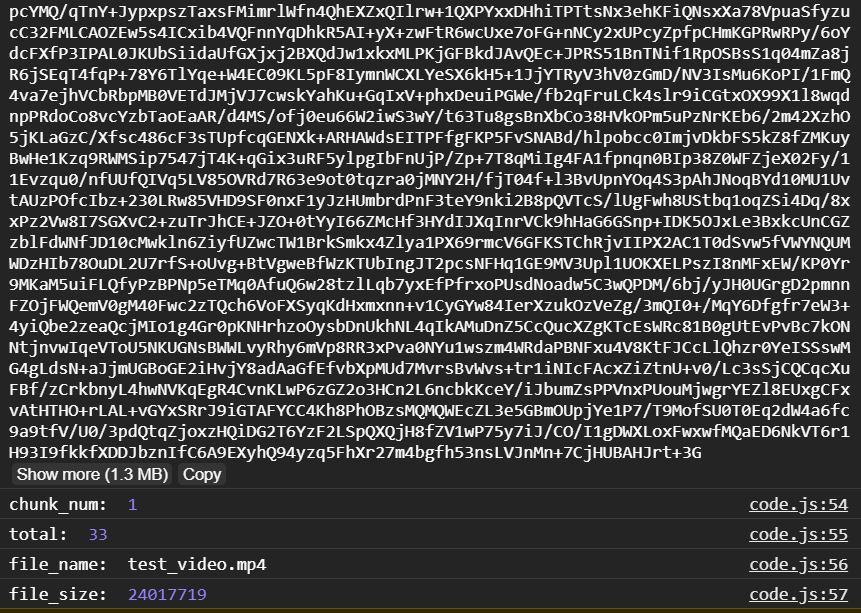 pcYMQ/qTnY+JypxpszTaxsFMimrlWfn4QhEXZxQIlrw+1QXPYxxDHhiTPTtsNx3ehKFiQNsxXa78VpuaSfyzu
cC32FMLCAOZEw5s4ICxib4VQFnnYqDhkR5AI+yX+zwFtR6wcUxe7oFG+nNCy2xUPcyZpfpCHmKGPRwRPy/6oY
dcFXfP3IPAL0JKUbSiidaUfGXjxj2BXQdJw1xkxMLPKjGFBkdJAvQEc+JPRS51BnTNif1RpOSBsS1q04mZa8j
R6jSEqT4fqP+78Y6TlYqe+W4EC09KL5pF8IymnWCXLYeSX6kH5+1JjYTRyV3hV0zGmD/NV3IsMu6KoPI/1FmQ
4va7ejhVCbRbpMB0VETdJMjVJ7cwskYahKu+GqIxV+phxDeuiPGWe/fb2qFruLCk4slr9iCGtxOX99X1l8wqd
npPRdoCo8vcYzbTaoEaAR/d4MS/ofj0eu66W2iwS3wY/t63Tu8gsBnXbCo38HVkOPm5uPzNrKEb6/2m42XzhO
5jKLaGzC/Xfsc486cF3sTUpfcqGENXk+ARHAWdsEITPFfgFKP5FvSNABd/hlpobcc0ImjvDkbFS5kZ8fZMKuy
BwHe1Kzq9RWMSip7547jT4K+qGix3uRF5ylpgIbFnUjP/Zp+7T8qMiIg4FA1fpnqn0BIp38Z0WFZjeX02Fy/1
1Evzqu0/nfUUfQIVq5LV85OVRd7R63e9ot0tqzra0jMNY2H/fjT04f+l3BvUpnYOq4S3pAhJNoqBYd10MU1Uv
tAUzPOfcIbz+230LRw85VHD9SF0nxF1yJzHUmbrdPnF3teY9nki2B8pQVTcS/lUgFwh8UStbq1oqZSi4Dq/8x
xPz2Vw8I7SGXvC2+zuTrJhCE+JZO+0tYyI66ZMcHf3HYdIJXqInrVCk9hHaG6GSnp+IDK5OJxLe3BxkcUnCGZ
zblFdWNfJD10cMwkln6ZiyfUZwcTW1BrkSmkx4Zlya1PX69rmcV6GFKSTChRjvIIPX2AC1T0dSvw5fVWYNQUM
WDzHIb78OuDL2U7rfS+oUvg+BtVgweBfWzKTUbIngJT2pcsNFHq1GE9MV3Upl1UOKXELPszI8nMFxEW/KP0Yr
9MKaM5uiFLQfyPzBPNp5eTMq0AfuQ6w28tzlLqb7yxEfPfrxoPUsdNoadw5C3wQPDM/6bj/yJH0UGrgD2pmnn
FZOjFWQemV0gM40Fwc2zTQch6VoFXSyqKdHxmxnn+v1CyGYw84IerXzukOzVeZg/3mQI0+/MqY6Dfgfr7eW3+
4yiQbe2zeaQcjMIo1g4Gr0pKNHrhzoOysbDnUkhNL4qIkAMuDnZ5CcQucXZgKTcEsWRc81B0gUtEvPvBc7kON
NtjnvwIqeVToU5NKUGNsBWWLvyRhy6mVp8RR3xPva0NYu1wszm4WRdaPBNFxu4V8KtFJCcLlQhzr0YeISSswM
G4gLdsN+aJjmUGBoGE2iHvjY8adAaGfEfvbXpMUd7MvrsBvWvs+tr1iNIcFAcxZiZtnU+v0/Lc3sSjCQCqcXu
FBf/zCrkbnyL4hwNVKqEgR4CvnKLwP6zGZ2o3HCn2L6ncbkKceY/iJbumZsPPVnxPUouMjwgrYEZl8EUxgCFx
vAtHTHO+rLAL+vGYxSRrJ9iGTAFYCC4Kh8PhOBzsMQMQWEcZL3e5GBmOUpjYe1P7/T9MofSU0T0Eq2dW4a6fc
9a9tfV/U0/3pdQtqZjoxzHQiDG2T6YzF2LSpQXQjH8fZV1wP75y7iJ/CO/I1gDWXLoxFwxwfMQaED6NkVT6r1
H93I9fkkfXDDJbznIfC6A9EXyhQ94yzq5FhXr27m4bgfh53nsLVJnMn+7CjHUBAHJrt+3G
Show more (1.3 MB) Copy
chunk_num: 1 code.js:54
total: 33 code.js:55
file_name: test_video.mp4 code.js:56
file_size: 24017719 code.js:57